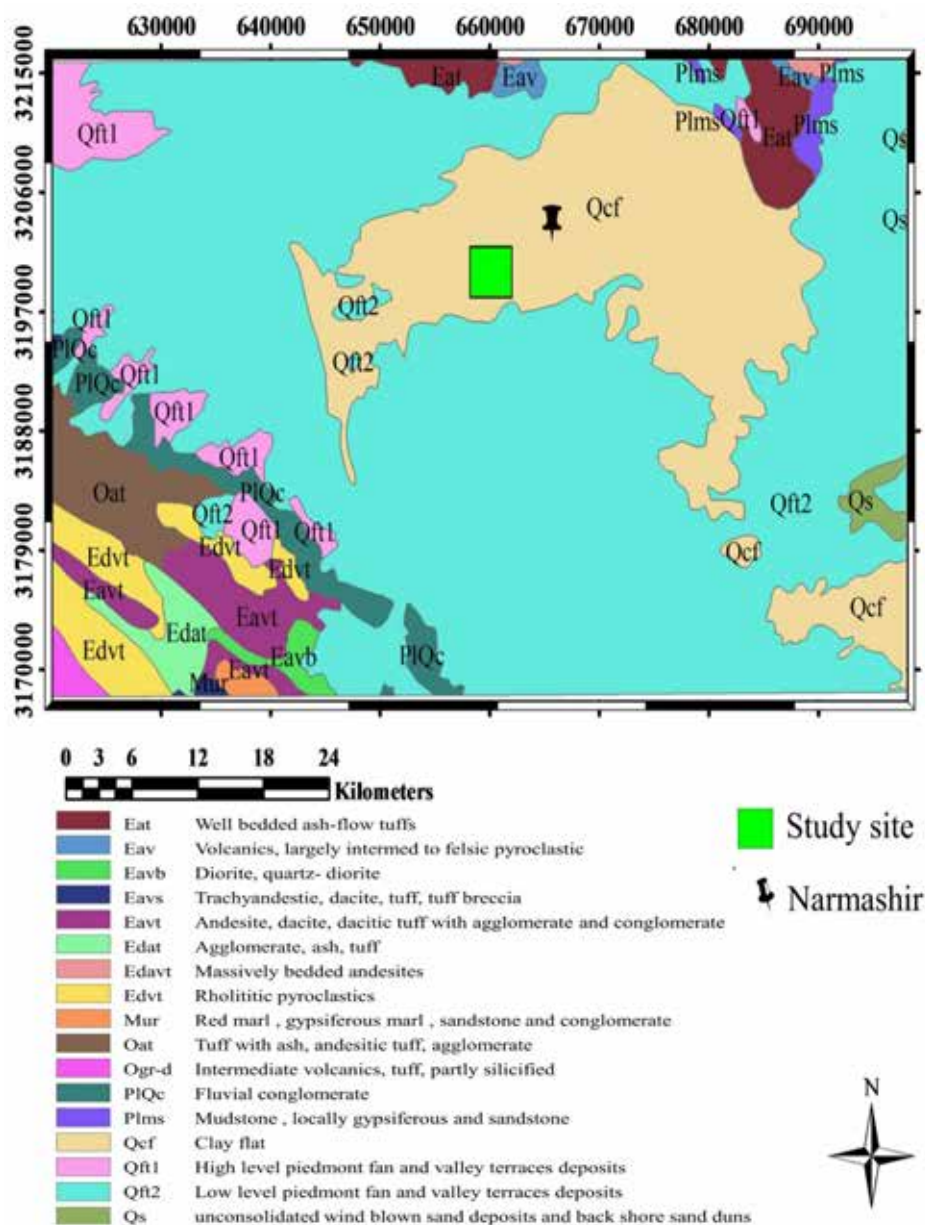 630000 640000 650000 660000 670000 680000 690000
3215000
3206000
3197000
3188000
3179000
3170000
Eat Eav Plms Eav Plms
Qft1 Plms Qft1 Eat Plms Qs
Qcf Qs
Qft2
Qft1
PlQc Qft2
PlQc Qft1
Qft1
Qft1
Oat PlQc
Qft2 Qft1 Qft1 Qft2 Qs
Edvt Edvt Qcf
Edvt
Eavt Eavt Qcf
Edat
Edvt Eavb PlQc
Mur Eavt
0 3 6 12 18 24
Kilometers
Eat Well bedded ash-flow tuffs
Eav Volcanics, largely intermed to felsic pyroclastic
Eavb Diorite, quartz- diorite
Eavs Trachyandestie, dacite, tuff, tuff breccia
Eavt Andesite, dacite, dacitic tuff with agglomerate and conglomerate
Edat Agglomerate, ash, tuff
Edavt Massively bedded andesites
Edvt Rholititic pyroclastics
Mur Red marl , gypsiferous marl , sandstone and conglomerate
Oat Tuff with ash, andesitic tuff, agglomerate
Ogr-d Intermediate volcanics, tuff, partly silicified
PlQc Fluvial conglomerate
Plms Mudstone , locally gypsiferous and sandstone
Qcf Clay flat
Qft1 High level piedmont fan and valley terraces deposits
Qft2 Low level piedmont fan and valley terraces deposits
Qs unconsolidated wind blown sand deposits and back shore sand duns
Study site
Narmashir
N